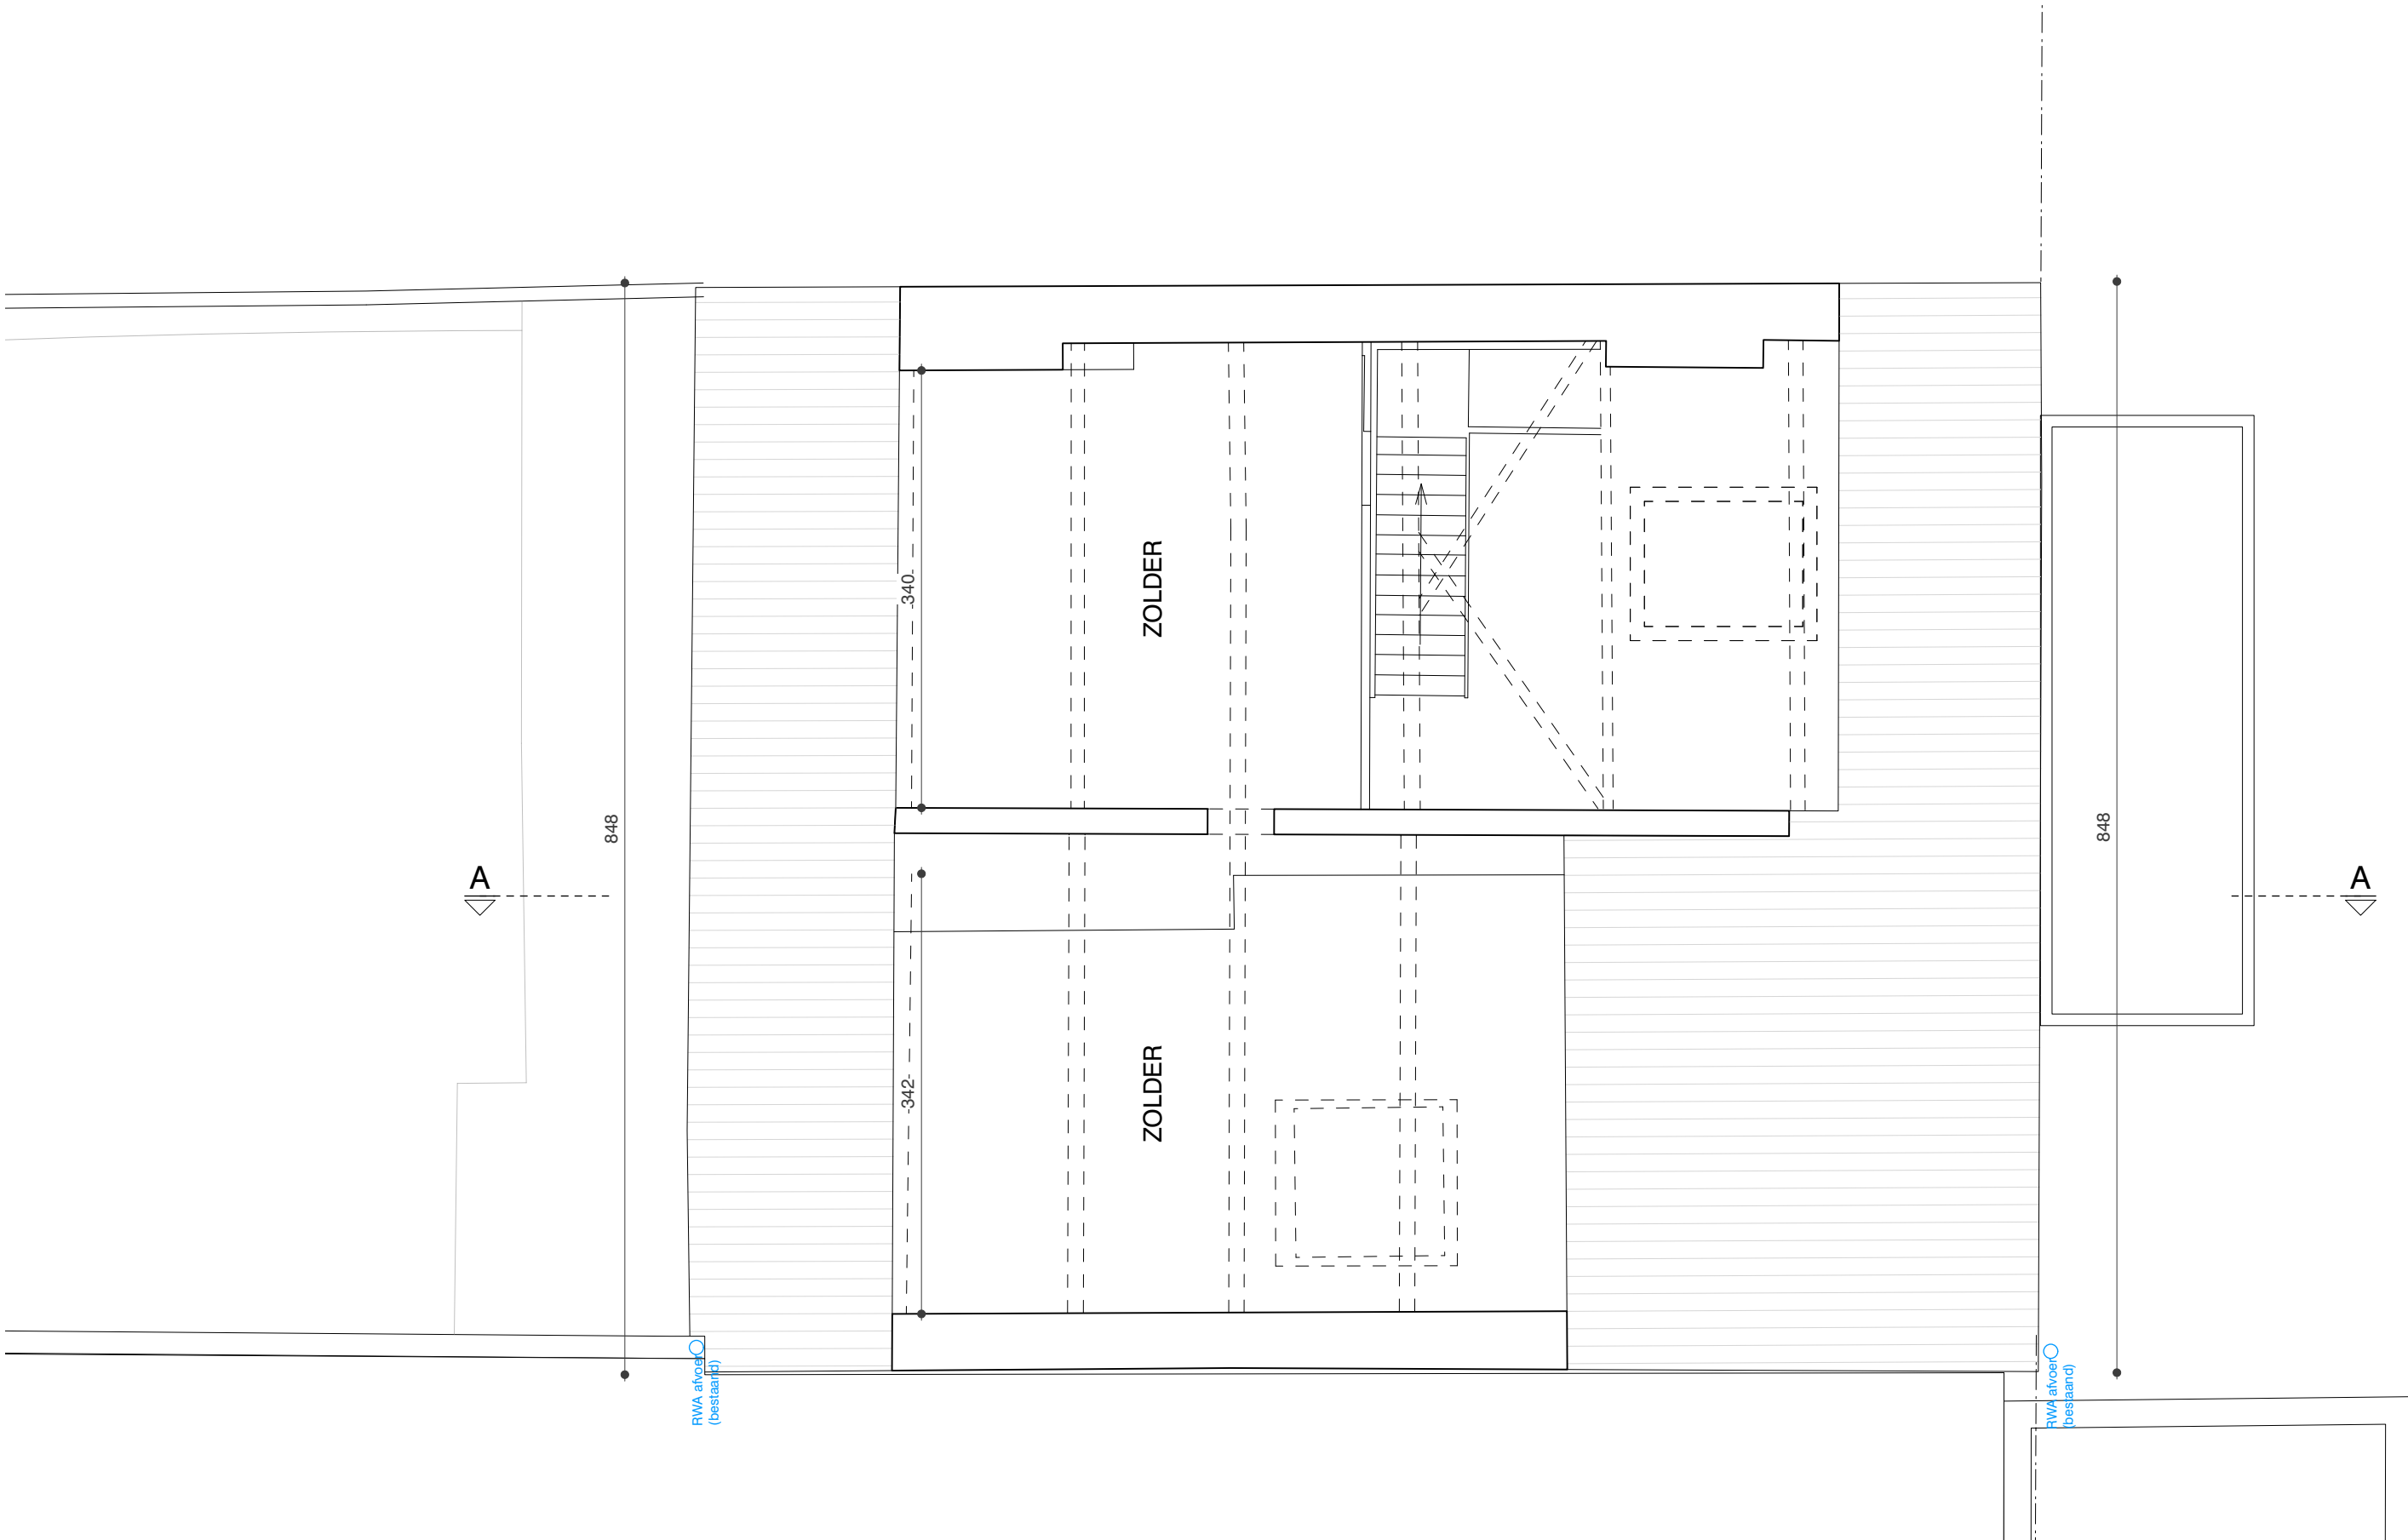 ZOLDER
340
848
848
A
A
ZOLDER
342
RWA afvoer
(bestaand)
RWA afvoer
(bestaand)